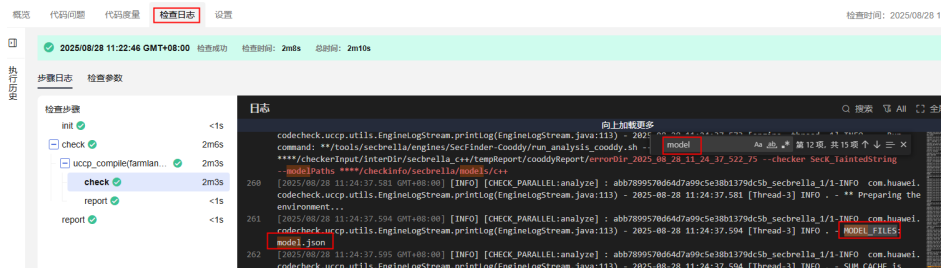 概览 代码问题 代码度量 检查日志 设置 检查时间: 2025/08/28 1
2025/08/28 11:22:46 GMT+08:00 检查成功 检查时间: 2m8s 总时间: 2m10s
执行历史
步骤日志 检查参数
检查步骤
init <1s
check 2m6s
uccp_compile(farmlan... 2m3s
check 2m3s
report <1s
report <1s
日志 搜索 All 全
向上加载更多
model Aa .ab, .* 第 12 项, 共 15 项
codecheck.uccp.utils.EngineLogStream.printLog(EngineLogStream.java:113) - 2025-08-28 11:24:37.573
command: **/tools/secbrella/engines/SecFinder-Cooddy/run_analysis_cooddy.sh --
****/checkerInput/interDir/secbrella_c++/tempReport/cooddyReport/errorDir_2025_08_28_11_24_37_522_75 --checker SecK_TaintedString
--modelPaths ****/checkinfo/secbrella/models/c++
260 [2025/08/28 11:24:37.581 GMT+08:00] [INFO] [CHECK_PARALLEL:analyze] : abb7899570d64d7a99c5e38b1379dc5b_secbrella_1/1-INFO com.huawei.
codecheck.uccp.utils.EngineLogStream.printLog(EngineLogStream.java:113) - 2025-08-28 11:24:37.581 [Thread-3] INFO . - ** Preparing the
environment...
261 [2025/08/28 11:24:37.594 GMT+08:00] [INFO] [CHECK_PARALLEL:analyze] : abb7899570d64d7a99c5e38b1379dc5b_secbrella_1/1-INFO com.huawei.
codecheck.uccp.utils.EngineLogStream.printLog(EngineLogStream.java:113) - 2025-08-28 11:24:37.594 [Thread-3] INFO . - MODEL_FILES:
model.json
262 [2025/08/28 11:24:37.595 GMT+08:00] [INFO] [CHECK_PARALLEL:analyze] : abb7899570d64d7a99c5e38b1379dc5b_secbrella_1/1-INFO com.huawei.
codecheck.uccp.utils.EngineLogStream.printLog(EngineLogStream.java:113) - 2025-08-28 11:24:37.594 [Thread-3] INFO . - SUM_CACHE is